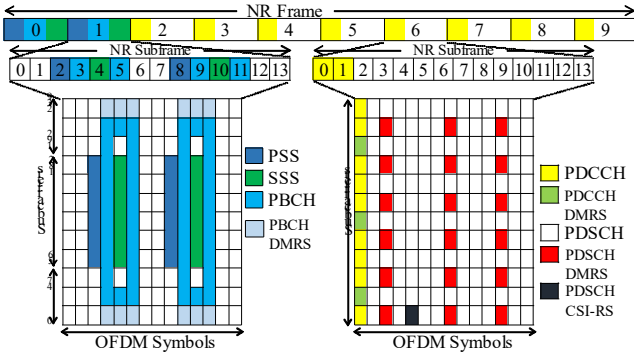 NR Frame
0 1 2 3 4 5 6 7 8 9
NR Subframe NR Subframe
0 1 2 3 4 5 6 7 8 9 10 11 12 13 0 1 2 3 4 5 6 7 8 9 10 11 12 13
PSS
SSS
PBCH
PBCH
DMRS
PDCCH
PDCCH
DMRS
PDSCH
PDSCH
DMRS
PDSCH
CSI-RS
OFDM Symbols OFDM Symbols